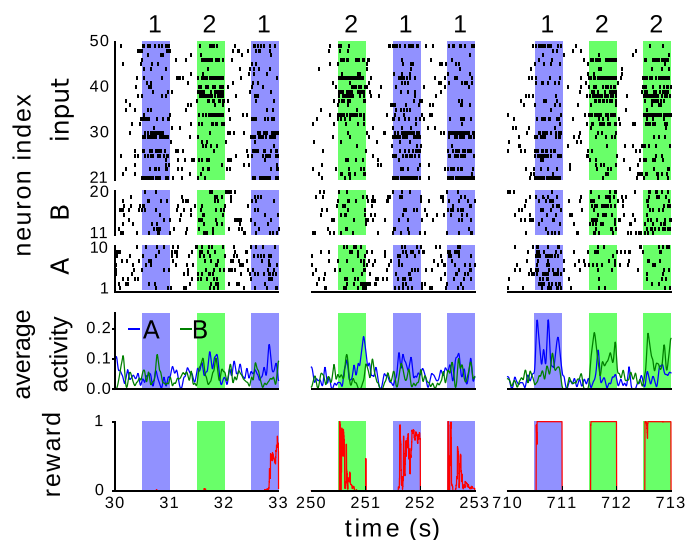 1 2 1 2 1 1 1 2 2
50
40
30
21
20
11
10
1
neuron index
input
B
A
0.2
0.1
0.0
A B
average
activity
1
0
reward
30 31 32 33 250 251 252 253 710 711 712 713
time (s)